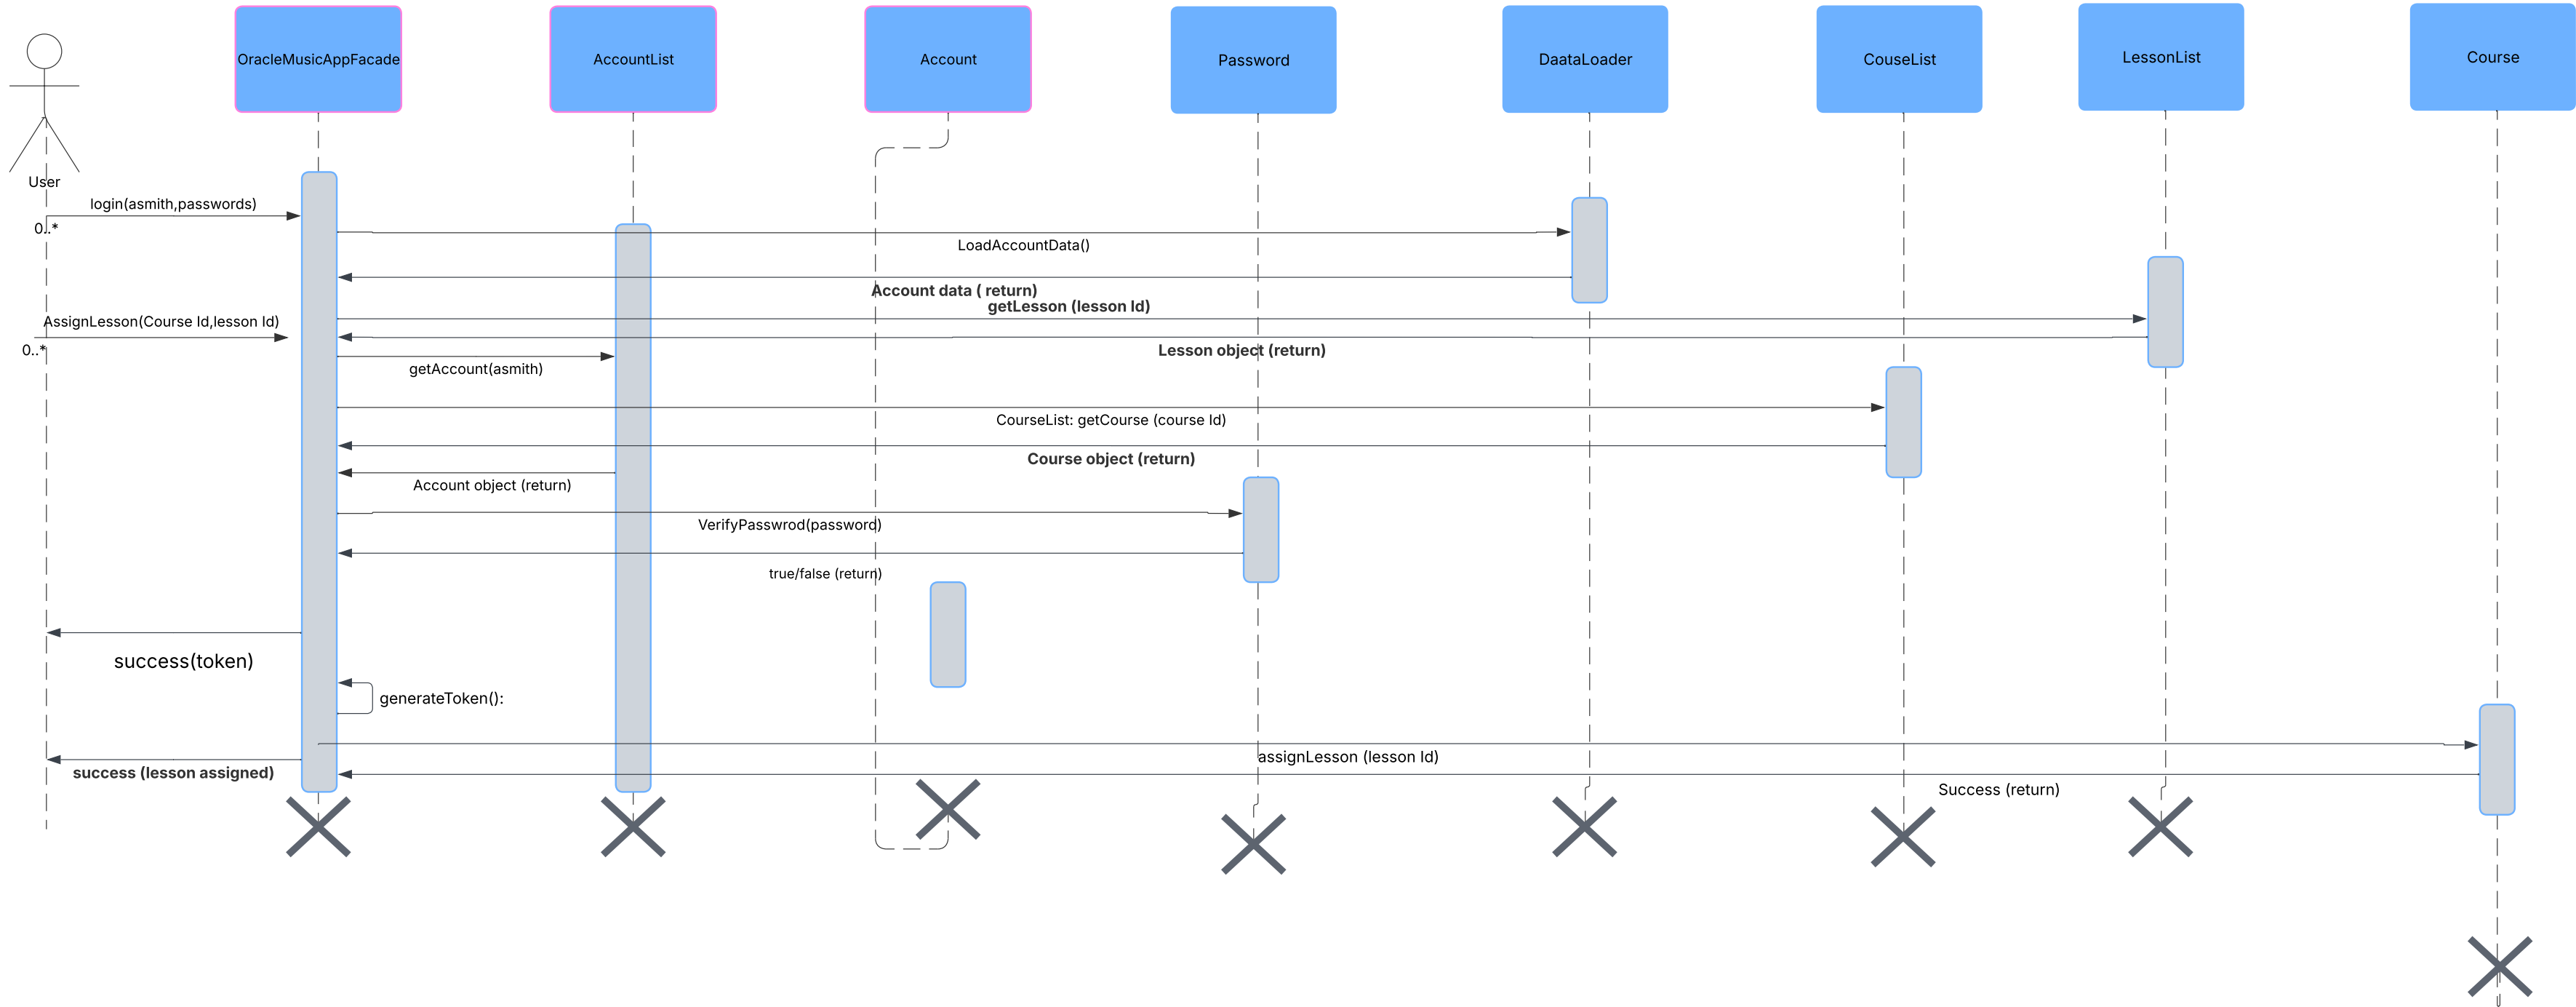 OracleMusicAppFacade
AccountList
Account
Password
DaataLoader
CouseList
LessonList
Course
User
login(asmith,passwords)
0..*
LoadAccountData()
Account data ( return)
getLesson (lesson Id)
AssignLesson(Course Id,lesson Id)
0..*
Lesson object (return)
getAccount(asmith)
CourseList: getCourse (course Id)
Course object (return)
Account object (return)
VerifyPasswrod(password)
true/false (return)
success(token)
generateToken():
assignLesson (lesson Id)
success (lesson assigned)
Success (return)